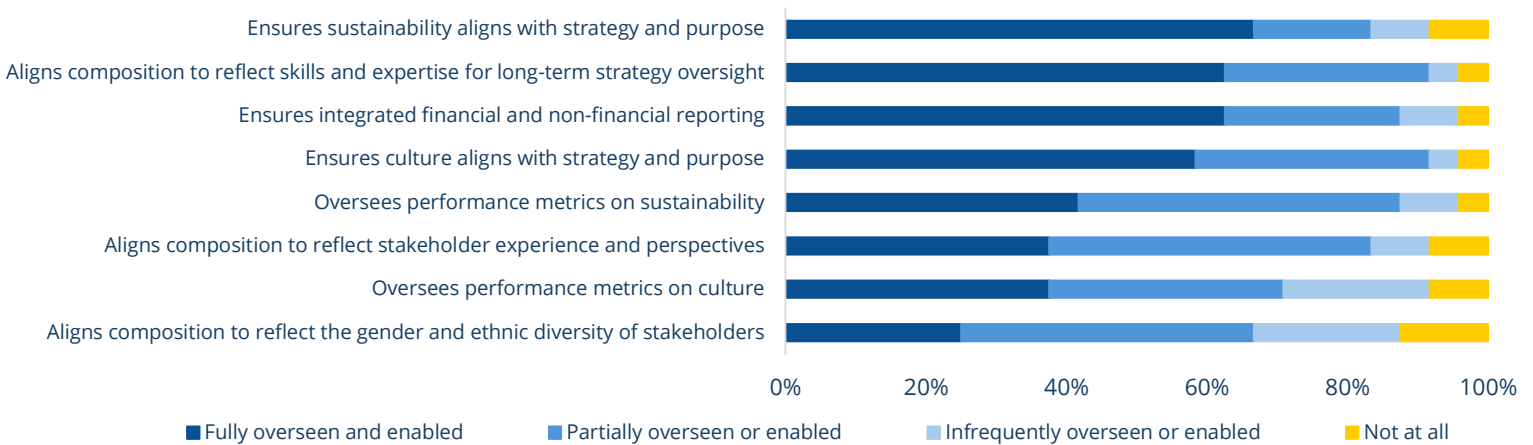 Ensures sustainability aligns with strategy and purpose
Aligns composition to reflect skills and expertise for long-term strategy oversight
Ensures integrated financial and non-financial reporting
Ensures culture aligns with strategy and purpose
Oversees performance metrics on sustainability
Aligns composition to reflect stakeholder experience and perspectives
Oversees performance metrics on culture
Aligns composition to reflect the gender and ethnic diversity of stakeholders
0% 20% 40% 60% 80% 100%
Fully overseen and enabled Partially overseen or enabled Infrequently overseen or enabled Not at all